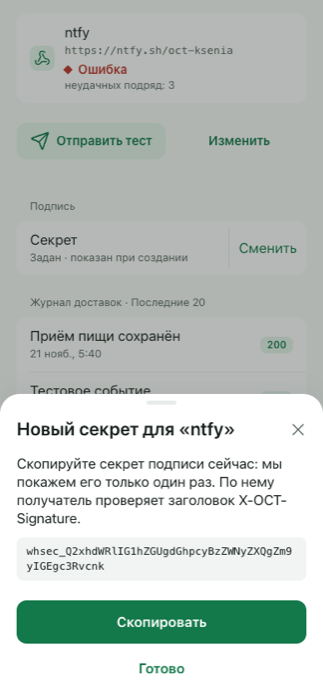 ntfy
https://ntfy.sh/oct-ksenia
Ошибка
неудачных подряд: 3
Отправить тест
Изменить
Подпись
Секрет
Задан · показан при создании
Сменить
Журнал доставок · Последние 20
Приём пищи сохранён
21 нояб., 5:40
200
Тестовое событие
Новый секрет для «ntfy»
Скопируйте секрет подписи сейчас: мы
покажем его только один раз. По нему
получатель проверяет заголовок X-OCT-
Signature.
whsec_Q2xhdWRlIG1hZGUgdGhpcyBzZWNyZXQgZm9
yIGEgc3Rvcnk
Скопировать
Готово